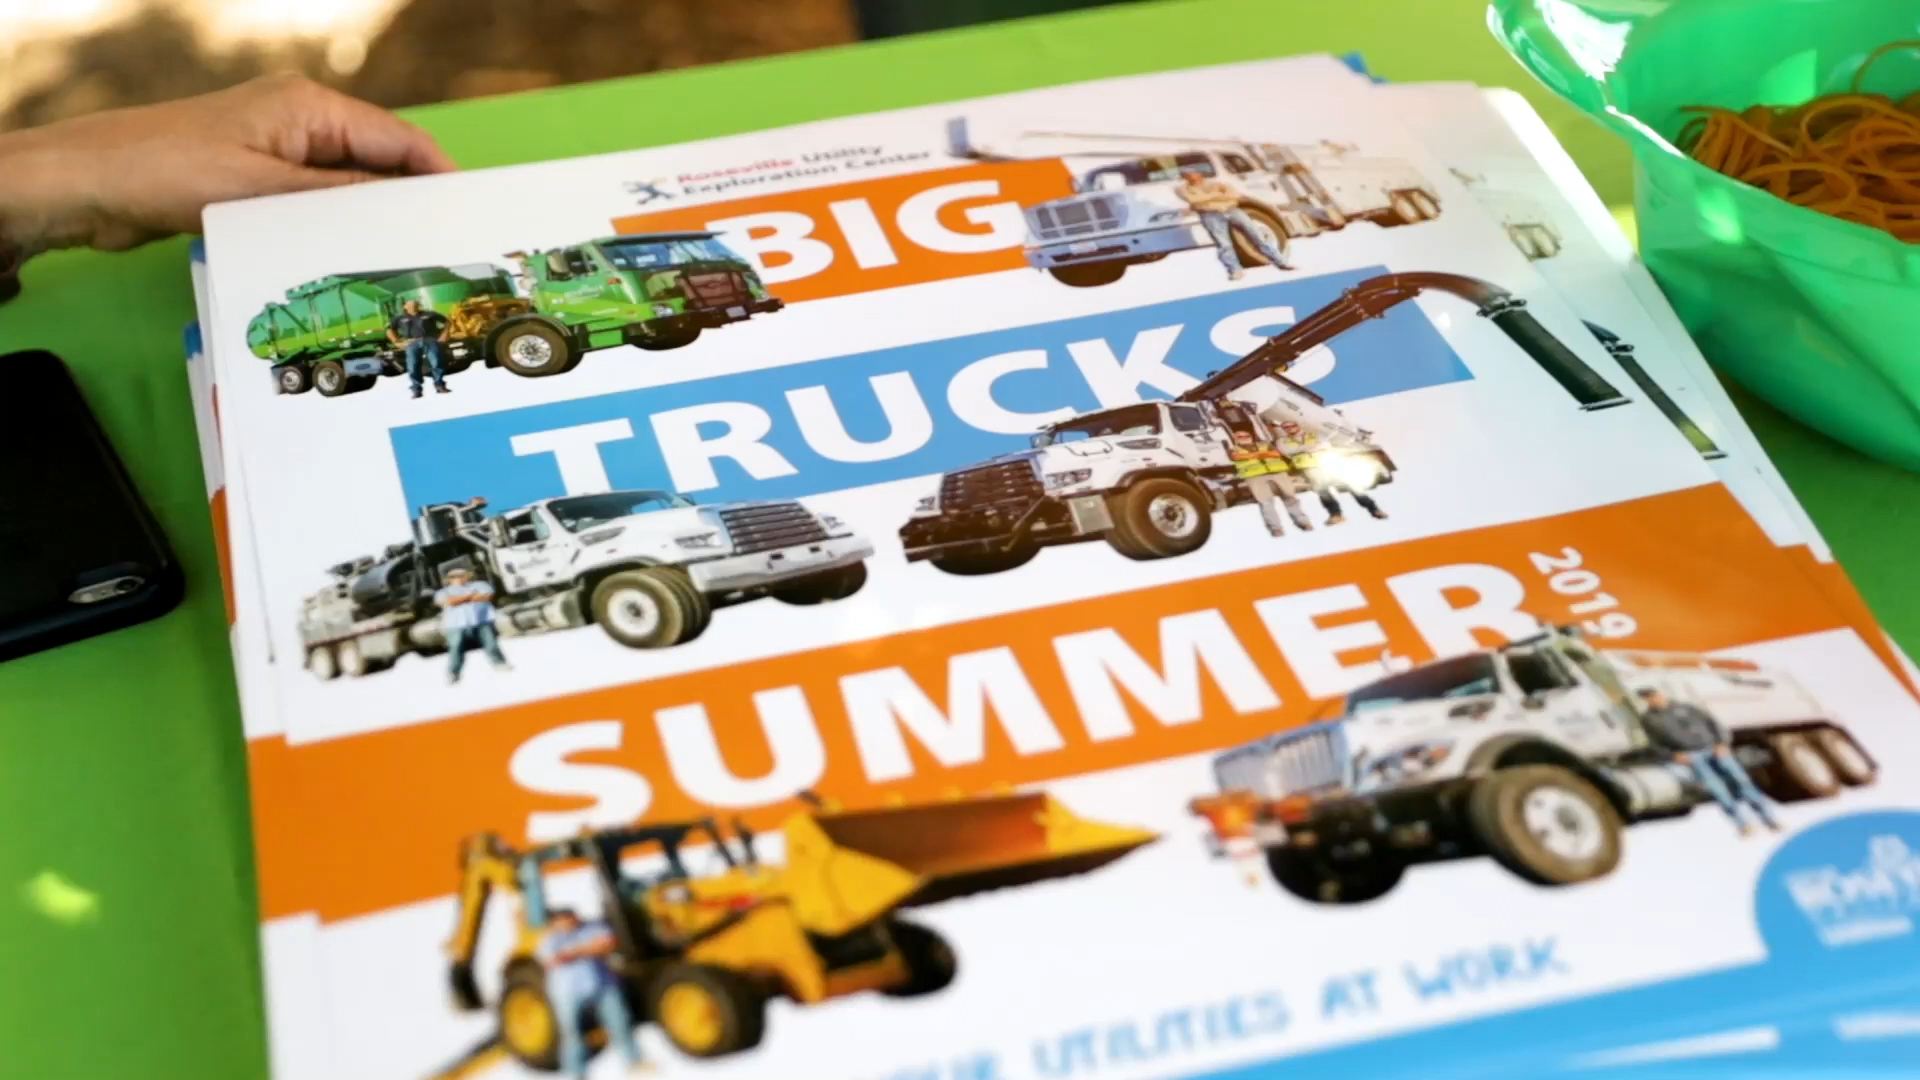 Roseville Utility
Exploration Center
BIG
TRUCKS
SUMMER
2019
UTILITIES AT WORK